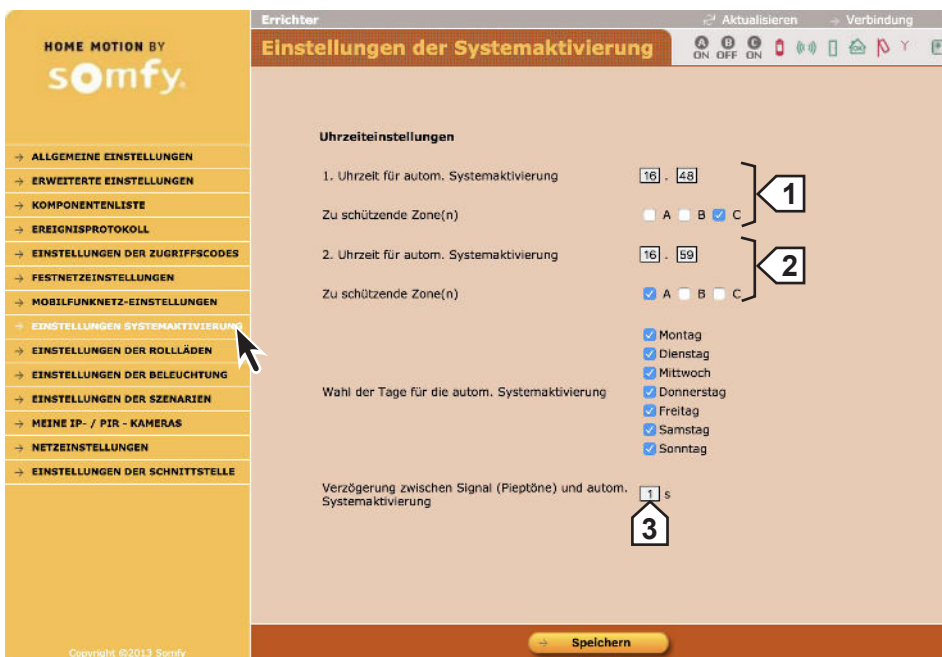 Errichter
Aktualisieren
Verbindung
HOME MOTION BY
somfy.
Einstellungen der Systemaktivierung
A B C
ON OFF ON
→ ALLGEMEINE EINSTELLUNGEN
→ ERWEITERTE EINSTELLUNGEN
→ KOMPONENTENLISTE
→ EREIGNISPROTOKOLL
→ EINSTELLUNGEN DER ZUGRIFFSCODES
→ FESTNETZEINSTELLUNGEN
→ MOBILFUNKNETZ-EINSTELLUNGEN
→ EINSTELLUNGEN SYSTEMAKTIVIERUNG
→ EINSTELLUNGEN DER ROLLLÄDEN
→ EINSTELLUNGEN DER BELEUCHTUNG
→ EINSTELLUNGEN DER SZENARIEN
→ MEINE IP- / PIR - KAMERAS
→ NETZEINSTELLUNGEN
→ EINSTELLUNGEN DER SCHNITTSTELLE
Copyright ©2013 Somfy
Uhrzeiteinstellungen
1. Uhrzeit für autom. Systemaktivierung 16 . 48
Zu schützende Zone(n) A B C
1
2. Uhrzeit für autom. Systemaktivierung 16 . 59
Zu schützende Zone(n) A B C
2
Wahl der Tage für die autom. Systemaktivierung
Montag
Dienstag
Mittwoch
Donnerstag
Freitag
Samstag
Sonntag
Verzögerung zwischen Signal (Pieptöne) und autom.
Systemaktivierung
1 s
3
→ Speichern